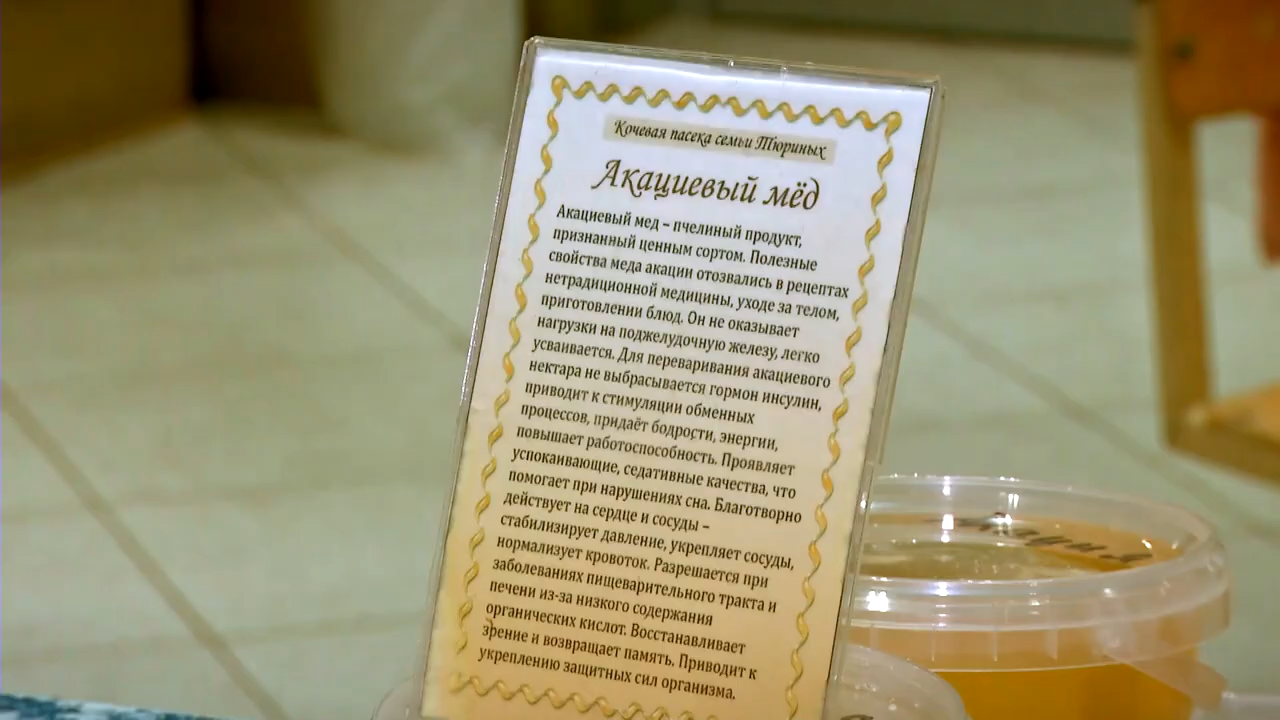 Кочевая пасека семьи Тюриных
Акациевый мёд
Акациевый мед – пчелиный продукт,
признанный ценным сортом. Полезные
свойства меда акации отозвались в рецептах
нетрадиционной медицины, уходе за телом,
приготовлении блюд. Он не оказывает
нагрузки на поджелудочную железу, легко
усваивается. Для переваривания акациевого
нектара не выбрасывается гормон инсулин,
приводит к стимуляции обменных
процессов, придаёт бодрости, энергии,
повышает работоспособность. Проявляет
успокаивающие, седативные качества, что
помогает при нарушениях сна. Благотворно
действует на сердце и сосуды –
стабилизирует давление, укрепляет сосуды,
нормализует кровоток. Разрешается при
заболеваниях пищеварительного тракта и
печени из-за низкого содержания
органических кислот. Восстанавливает
зрение и возвращает память. Приводит к
укреплению защитных сил организма.
Акация